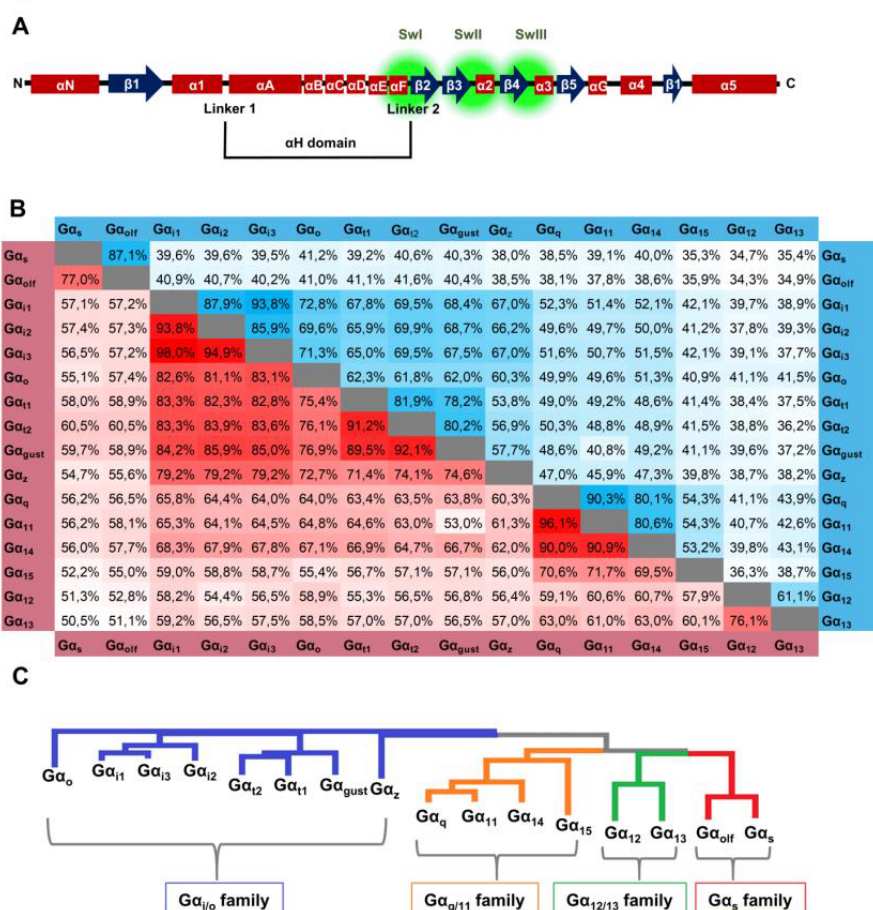 A
SwI SwII SwIII
N αN β1 α1 αA αB αC αD αE αF β2 β3 α2 β4 α3 β5 αG α4 β1 α5 C
Linker 1 Linker 2
αH domain
B
Gαs Gαolf Gαi1 Gαi2 Gαi3 Gαo Gαt1 Gαt2 Gαgust Gαz Gαq Gα11 Gα14 Gα15 Gα12 Gα13
Gαs 87,1% 39,6% 39,6% 39,5% 41,2% 39,2% 40,6% 40,3% 38,0% 38,5% 39,1% 40,0% 35,3% 34,7% 35,4% Gαs
Gαolf 77,0% 40,9% 40,7% 40,2% 41,0% 41,1% 41,6% 40,4% 38,5% 38,1% 37,8% 38,6% 35,9% 34,3% 34,9% Gαolf
Gαi1 57,1% 57,2% 87,9% 93,8% 72,8% 67,8% 69,5% 68,4% 67,0% 52,3% 51,4% 52,1% 42,1% 39,7% 38,9% Gαi1
Gαi2 57,4% 57,3% 93,8% 85,9% 69,6% 65,9% 69,9% 68,7% 66,2% 49,6% 49,7% 50,0% 41,2% 37,8% 39,3% Gαi2
Gαi3 56,5% 57,2% 98,0% 94,9% 71,3% 65,0% 69,5% 67,5% 67,0% 51,6% 50,7% 51,5% 42,1% 39,1% 37,7% Gαi3
Gαo 55,1% 57,4% 82,6% 81,1% 83,1% 62,3% 61,8% 62,0% 60,3% 49,9% 49,6% 51,3% 40,9% 41,1% 41,5% Gαo
Gαt1 58,0% 58,9% 83,3% 82,3% 82,8% 75,4% 81,9% 78,2% 53,8% 49,0% 49,2% 48,6% 41,4% 38,4% 37,5% Gαt1
Gαt2 60,5% 60,5% 83,3% 83,9% 83,6% 76,1% 91,2% 80,2% 56,9% 50,3% 48,8% 48,9% 41,5% 38,8% 36,2% Gαt2
Gαgust 59,7% 58,9% 84,2% 85,9% 85,0% 76,9% 89,5% 92,1% 57,7% 48,6% 40,8% 49,2% 41,1% 39,6% 37,2% Gαgust
Gαz 54,7% 55,6% 79,2% 79,2% 79,2% 72,7% 71,4% 74,1% 74,6% 47,0% 45,9% 47,3% 39,8% 38,7% 38,2% Gαz
Gαq 56,2% 56,5% 65,8% 64,4% 64,0% 64,0% 63,4% 63,5% 63,8% 60,3% 90,3% 80,1% 54,3% 41,1% 43,9% Gαq
Gα11 56,2% 58,1% 65,3% 64,1% 64,5% 64,8% 64,6% 63,0% 53,0% 61,3% 96,1% 80,6% 54,3% 40,7% 42,6% Gα11
Gα14 56,0% 57,7% 68,3% 67,9% 67,8% 67,1% 66,9% 64,7% 66,7% 62,0% 90,0% 90,9% 53,2% 39,8% 43,1% Gα14
Gα15 52,2% 55,0% 59,0% 58,8% 58,7% 55,4% 56,7% 57,1% 57,1% 56,0% 70,6% 71,7% 69,5% 36,3% 38,7% Gα15
Gα12 51,3% 52,8% 58,2% 54,4% 56,5% 58,9% 55,3% 56,5% 56,8% 56,4% 59,1% 60,6% 60,7% 57,9% 61,1% Gα12
Gα13 50,5% 51,1% 59,2% 56,5% 57,5% 58,5% 57,0% 57,0% 56,5% 57,0% 63,0% 61,0% 63,0% 60,1% 76,1% Gα13
Gαs Gαolf Gαi1 Gαi2 Gαi3 Gαo Gαt1 Gαt2 Gαgust Gαz Gαq Gα11 Gα14 Gα15 Gα12 Gα13
C
Gαo Gαi1 Gαi3 Gαi2 Gαt2 Gαt1 Gαgust Gαz
Gαq Gα11 Gα14 Gα15 Gα12 Gα13 Gαolf Gαs
Gαi/o family Gαq/11 family Gα12/13 family Gαs family